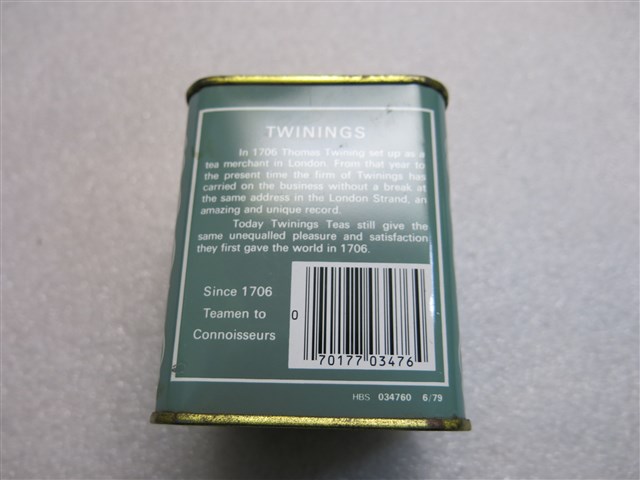 TWININGS
In 1706 Thomas Twining set up as a
tea merchant in London. From that year to
the present time the firm of Twinings has
carried on the business without a break at
the same address in the London Strand, an
amazing and unique record.
Today Twinings Teas still give the
same unequalled pleasure and satisfaction
they first gave the world in 1706.
Since 1706
Teamen to
Connoisseurs
0 70177 03476
HBS 034760 6/79